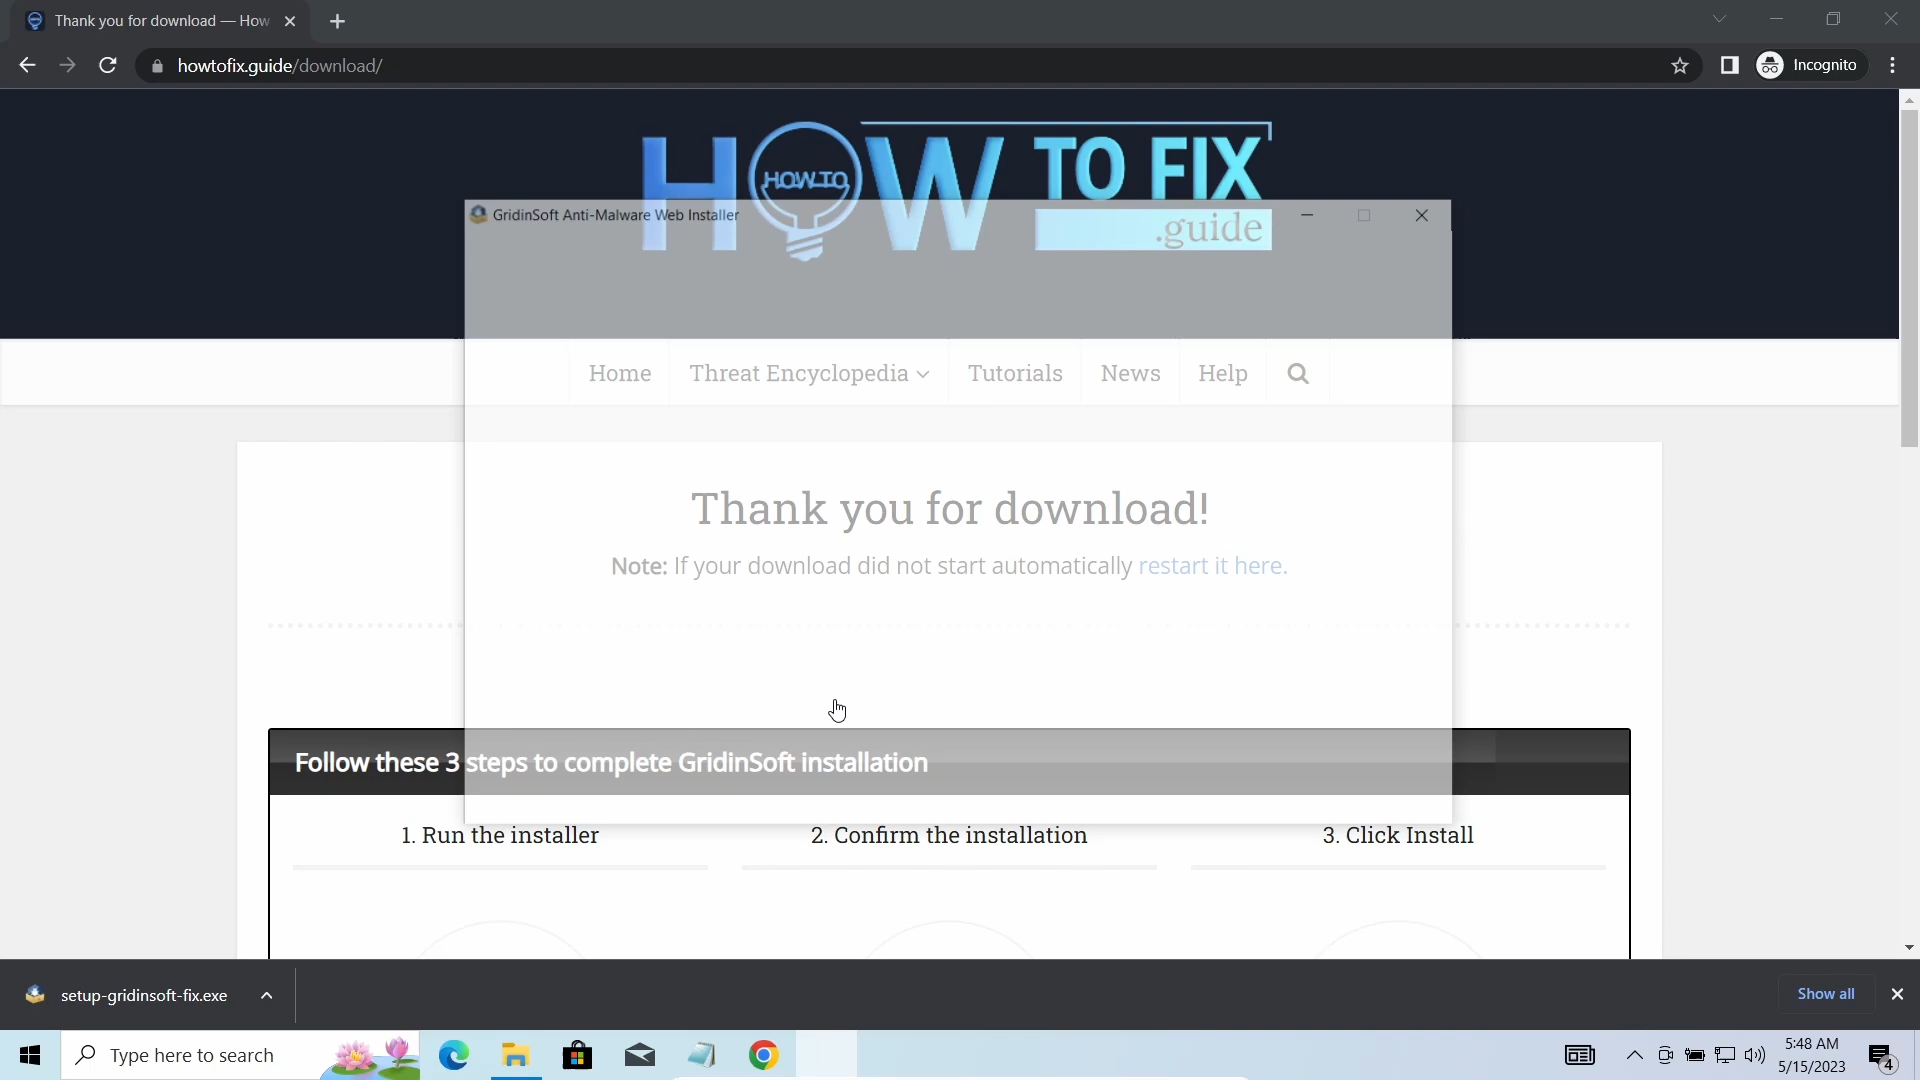 Thank you for download — How
howtofix.guide/download/
Incognito
HOW TO FIX
HOW TO
.guide
GridinSoft Anti-Malware Web Installer
Home
Threat Encyclopedia
Tutorials
News
Help
Thank you for download!
Note: If your download did not start automatically restart it here.
Follow these 3 steps to complete GridinSoft installation
1. Run the installer
2. Confirm the installation
3. Click Install
setup-gridinsoft-fix.exe
Show all
Type here to search
5:48 AM
5/15/2023
4